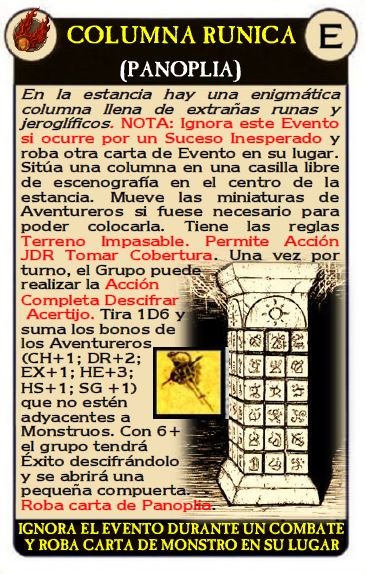 COLUMNA RUNICA
E
(PANOPLIA)
En la estancia hay una enigmática
columna llena de extrañas runas y
jeroglíficos. NOTA: Ignora este Evento
si ocurre por un Suceso Inesperado y
roba otra carta de Evento en su lugar.
Sitúa una columna en una casilla libre
de escenografía en el centro de la
estancia. Mueve las miniaturas de
Aventureros si fuese necesario para
poder colocarla. Tiene las reglas
Terreno Impasable. Permite Acción
JDR Tomar Cobertura. Una vez por
turno, el Grupo puede
realizar la Acción
Completa Descifrar
Acertijo. Tira 1D6 y
suma los bonos de
los Aventureros
(CH+1; DR+2;
EX+1; HE+3;
HS+1; SG +1)
que no estén
adyacentes a
Monstruos. Con 6+
el grupo tendrá
Éxito descifrándolo
y se abrirá una
pequeña compuerta.
Roba carta de Panoplia.
IGNORA EL EVENTO DURANTE UN COMBATE
Y ROBA CARTA DE MONSTRO EN SU LUGAR